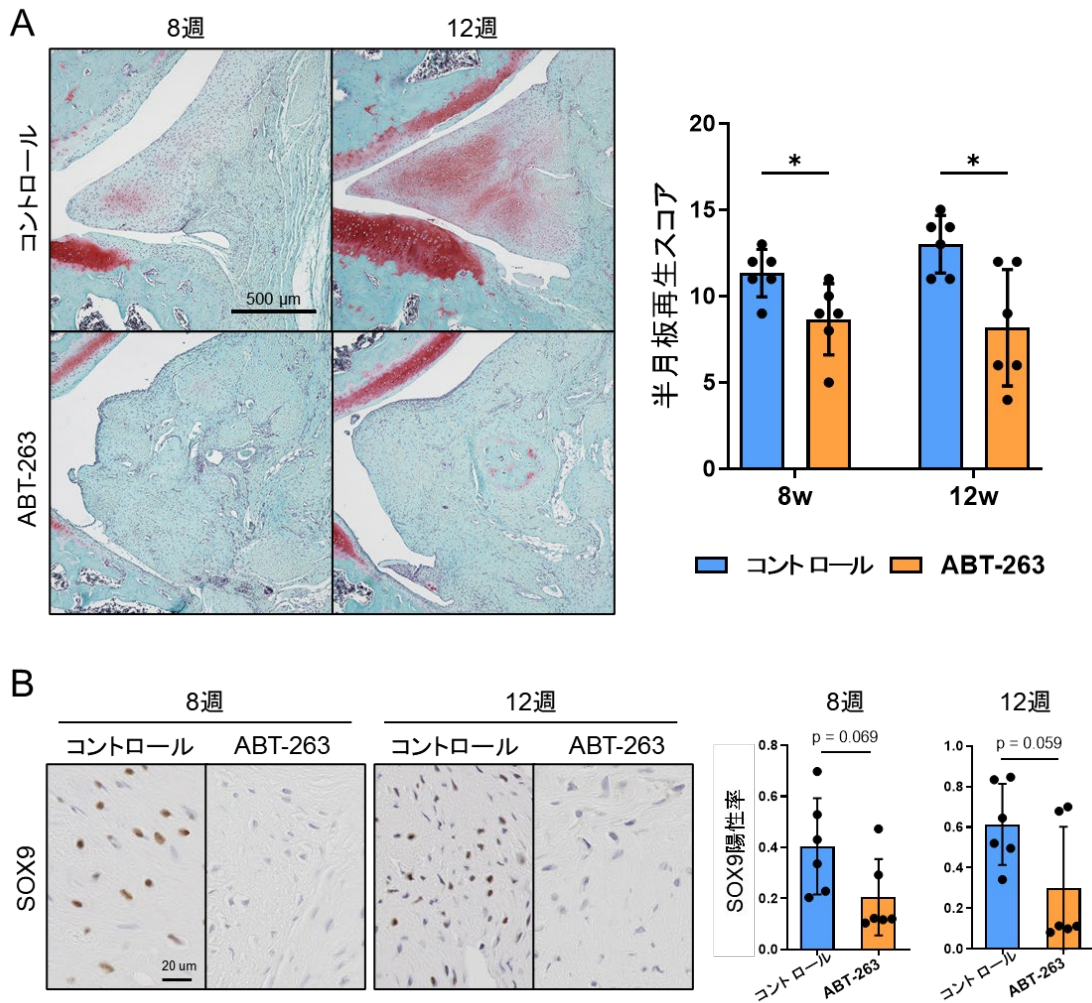 A
8週
12週
コントロール
500 μm
ABT-263
半月板再生スコア
20
15
10
5
0
*
*
8w
12w
コントロール
ABT-263
B
8週
12週
コントロール
ABT-263
コントロール
ABT-263
SOX9
20 um
8週
12週
SOX9陽性率
p = 0.069
0.8
0.6
0.4
0.2
0.0
コントロール
ABT-263
p = 0.059
1.0
0.8
0.6
0.4
0.2
0.0
コントロール
ABT-263